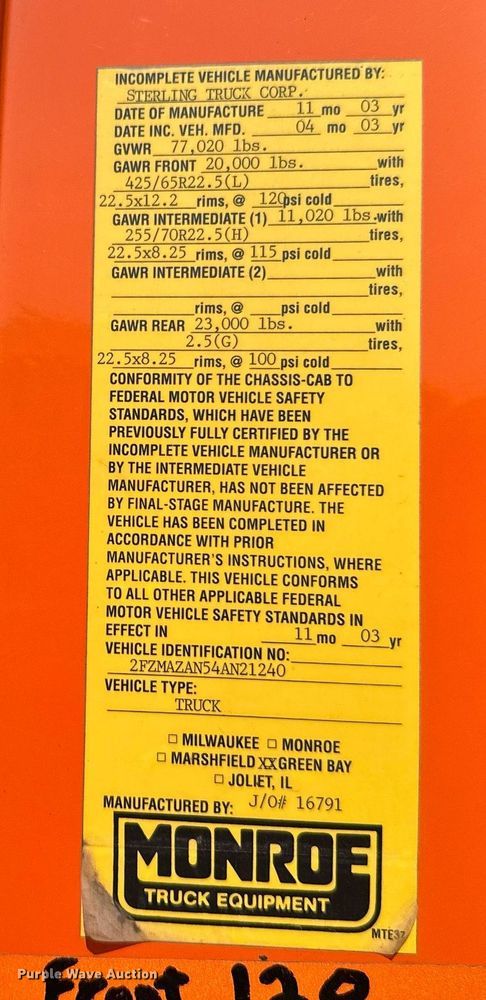 INCOMPLETE VEHICLE MANUFACTURED BY:
STERLING TRUCK CORP.
DATE OF MANUFACTURE 11 mo 03 yr
DATE INC. VEH. MFD. 04 mo 03 yr
GVWR 77,020 lbs.
GAWR FRONT 20,000 lbs. with
425/65R22.5(L) tires,
22.5x12.2 rims, @ 120psi cold
GAWR INTERMEDIATE (1) 11,020 lbs. with
255/70R22.5(H) tires,
22.5x8.25 rims, @ 115 psi cold
GAWR INTERMEDIATE (2) with
tires,
rims, @ psi cold
GAWR REAR 23,000 lbs. with
2.5(G) tires,
22.5x8.25 rims, @ 100 psi cold
CONFORMITY OF THE CHASSIS-CAB TO
FEDERAL MOTOR VEHICLE SAFETY
STANDARDS, WHICH HAVE BEEN
PREVIOUSLY FULLY CERTIFIED BY THE
INCOMPLETE VEHICLE MANUFACTURER OR
BY THE INTERMEDIATE VEHICLE
MANUFACTURER, HAS NOT BEEN AFFECTED
BY FINAL-STAGE MANUFACTURE. THE
VEHICLE HAS BEEN COMPLETED IN
ACCORDANCE WITH PRIOR
MANUFACTURER'S INSTRUCTIONS, WHERE
APPLICABLE. THIS VEHICLE CONFORMS
TO ALL OTHER APPLICABLE FEDERAL
MOTOR VEHICLE SAFETY STANDARDS IN
EFFECT IN 11 mo 03 yr
VEHICLE IDENTIFICATION NO:
2FZMAZAN54AN21240
VEHICLE TYPE:
TRUCK
□ MILWAUKEE □ MONROE
□ MARSHFIELD XX GREEN BAY
□ JOLIET, IL
MANUFACTURED BY: J/O# 16791
MONROE
TRUCK EQUIPMENT
MTE37
Purple Wave Auction
Front 120